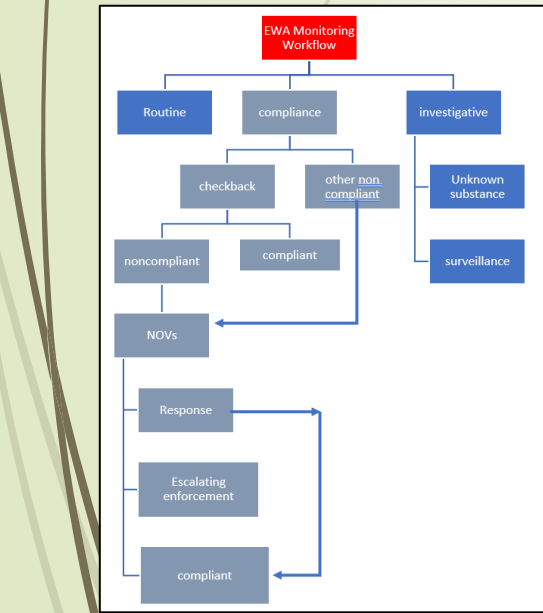 EWA Monitoring
Workflow
Routine
compliance
investigative
checkback
other non
compliant
Unknown
substance
noncompliant
compliant
surveillance
NOVs
Response
Escalating
enforcement
compliant